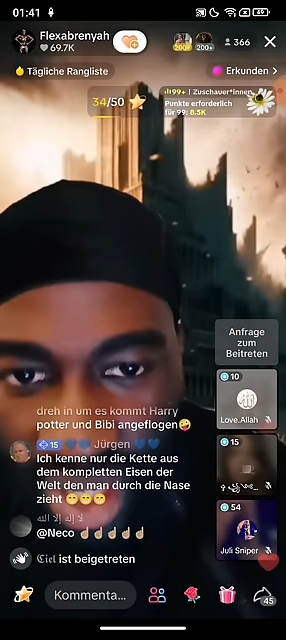 01:41
49
Flexabrenyah
69.7K
200+
200+
366
Tägliche Rangliste
Erkunden >
34/50
99+ | Zuschauer*innen
Punkte erforderlich
für 99: 8.5K
Anfrage
zum
Beitreten
10
Love.Allah
15
54
Juli Sniper
dreh in um es kommt Harry
potter und Bibi angeflogen🤪
15 💙💙 Jürgen 💙💙
Ich kenne nur die Kette aus
dem kompletten Eisen der
Welt den man durch die Nase
zieht 😁😁😁
لا إله إلا الله
@Neco ☝🏽☝🏽☝🏽☝🏽☝🏽
ℭ𝔦𝔢𝔩 ist beigetreten
Kommenta...
45